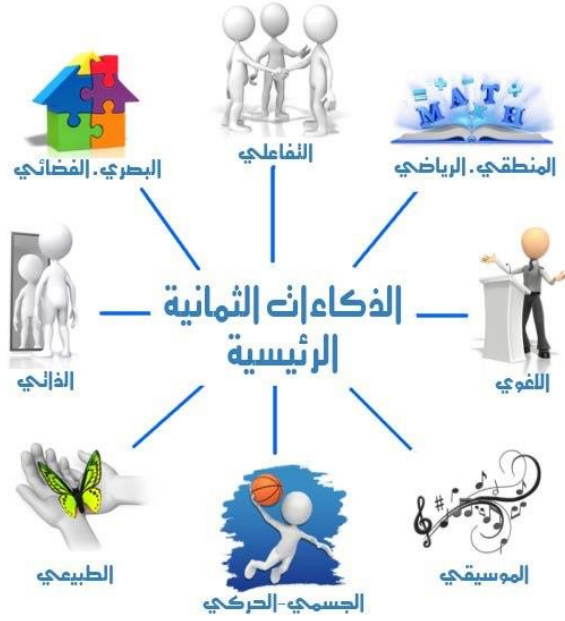 التفاعلي
المنطقي. الرياضي
البصري. الفضائي
MATH
الذكاءات الثمانية
الرئيسية
اللغوي
الذاتي
الموسيقي
الطبيعي
الجسمي-الحركي